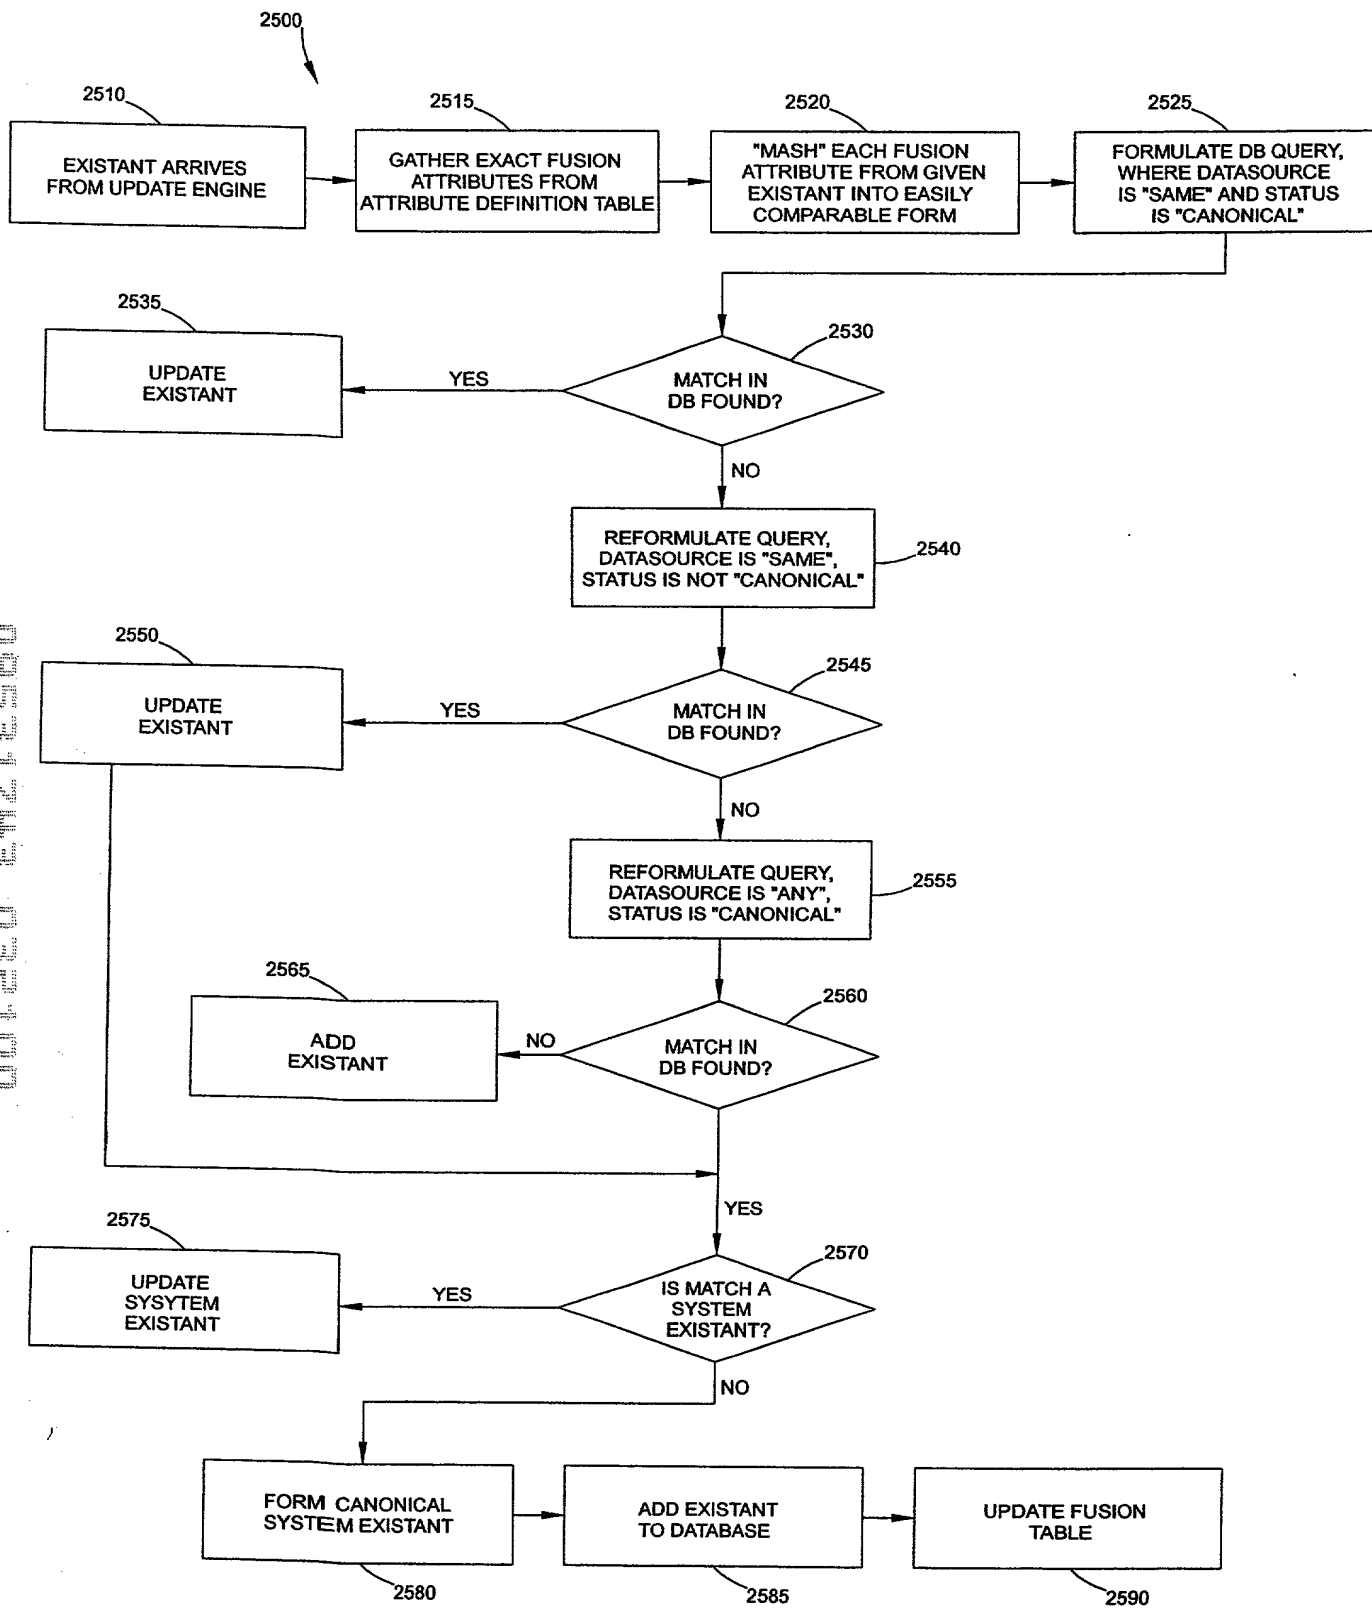 2500
2510
2515
2520
2525
EXISTANT ARRIVES
FROM UPDATE ENGINE
GATHER EXACT FUSION
ATTRIBUTES FROM
ATTRIBUTE DEFINITION TABLE
"MASH" EACH FUSION
ATTRIBUTE FROM GIVEN
EXISTANT INTO EASILY
COMPARABLE FORM
FORMULATE DB QUERY,
WHERE DATASOURCE
IS "SAME" AND STATUS
IS "CANONICAL"
2535
2530
UPDATE
EXISTANT
YES
MATCH IN
DB FOUND?
NO
REFORMULATE QUERY,
DATASOURCE IS "SAME",
STATUS IS NOT "CANONICAL"
2540
2550
2545
UPDATE
EXISTANT
YES
MATCH IN
DB FOUND?
NO
REFORMULATE QUERY,
DATASOURCE IS "ANY",
STATUS IS "CANONICAL"
2555
2565
2560
ADD
EXISTANT
NO
MATCH IN
DB FOUND?
YES
2575
2570
UPDATE
SYSYTEM
EXISTANT
YES
IS MATCH A
SYSTEM
EXISTANT?
NO
FORM CANONICAL
SYSTEM EXISTANT
ADD EXISTANT
TO DATABASE
UPDATE FUSION
TABLE
2580
2585
2590